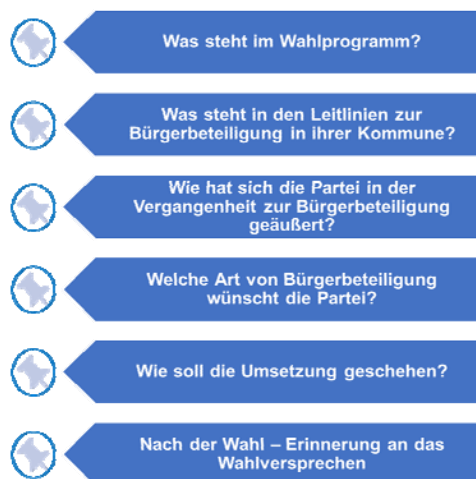 Was steht im Wahlprogramm?
Was steht in den Leitlinien zur
Bürgerbeteiligung in ihrer Kommune?
Wie hat sich die Partei in der
Vergangenheit zur Bürgerbeteiligung
geäußert?
Welche Art von Bürgerbeteiligung
wünscht die Partei?
Wie soll die Umsetzung geschehen?
Nach der Wahl – Erinnerung an das
Wahlversprechen